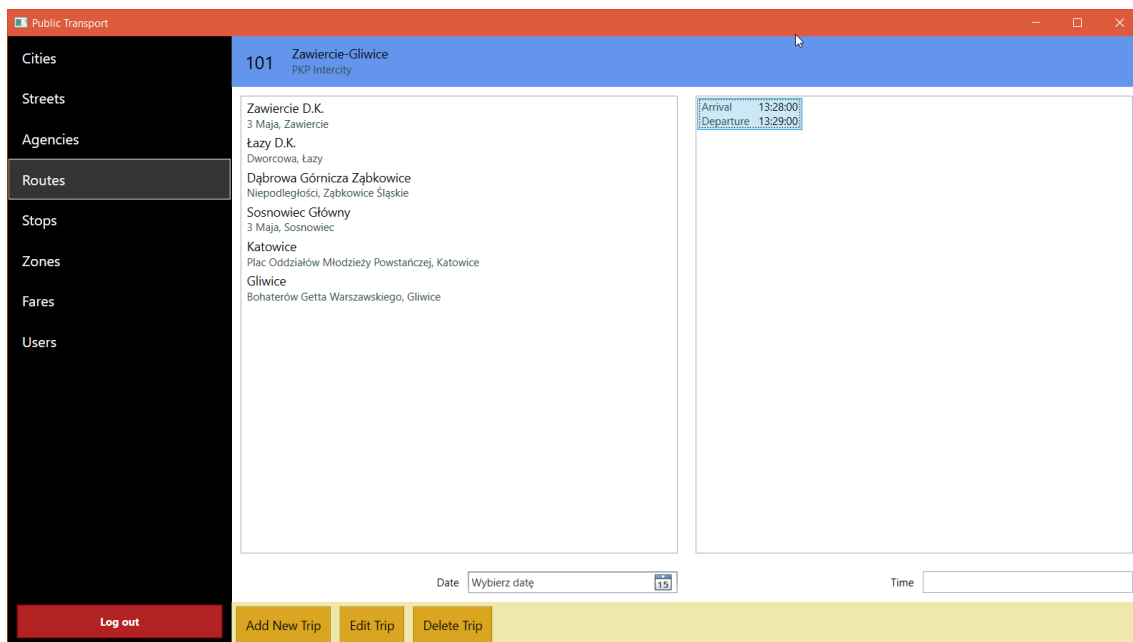 Public Transport
Cities
Streets
Agencies
Routes
Stops
Zones
Fares
Users
Log out
101
Zawiercie-Gliwice
PKP Intercity
Zawiercie D.K.
3 Maja, Zawiercie
Łazy D.K.
Dworcowa, Łazy
Dąbrowa Górnicza Ząbkowice
Niepodległości, Ząbkowice Śląskie
Sosnowiec Główny
3 Maja, Sosnowiec
Katowice
Plac Oddziałów Młodzieży Powstańczej, Katowice
Gliwice
Bohaterów Getta Warszawskiego, Gliwice
Arrival 13:28:00
Departure 13:29:00
Date Wybierz datę 15
Time
Add New Trip Edit Trip Delete Trip